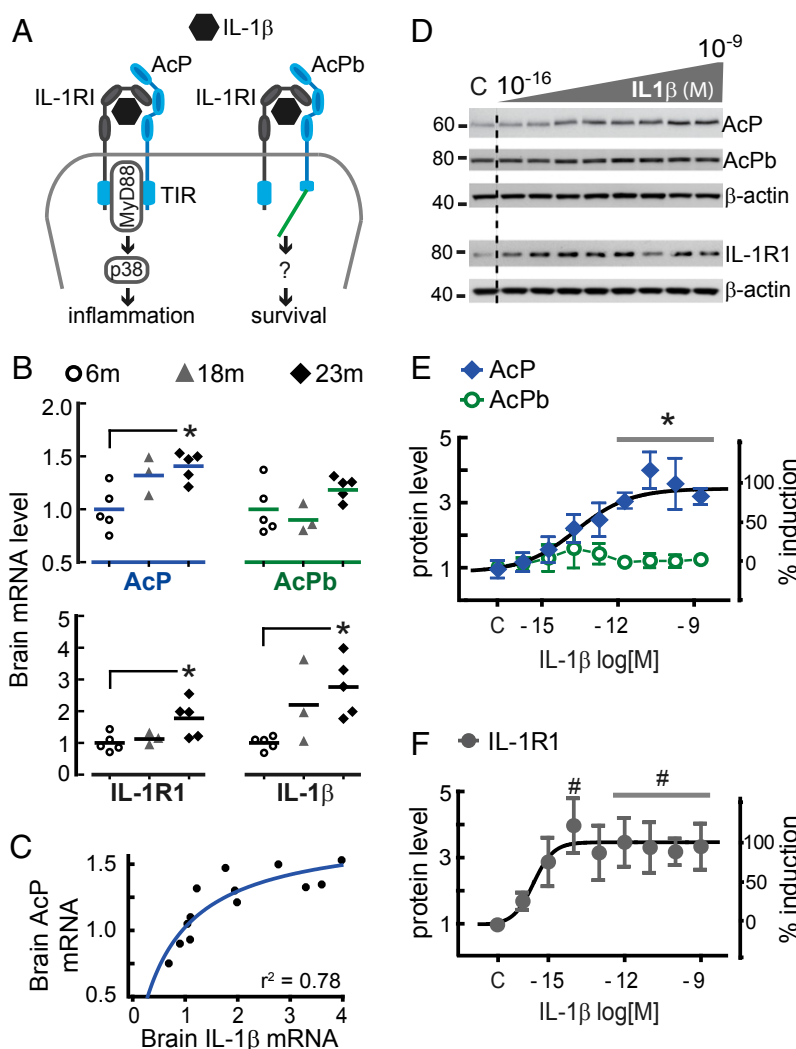 A
IL-1β
AcP
AcPb
IL-1RI
IL-1RI
MyD88
TIR
p38
?
inflammation
survival
B
6m
18m
23m
Brain mRNA level
2.0
1.5
1.0
0.5
*
AcP
AcPb
5
4
3
2
1
0
*
*
IL-1R1
IL-1β
C
Brain AcP
mRNA
1.5
1.0
0.5
r² = 0.78
0 1 2 3 4
Brain IL-1β mRNA
D
C 10⁻¹⁶ IL1β (M) 10⁻⁹
60 AcP
80 AcPb
40 β-actin
80 IL-1R1
40 β-actin
E
AcP
AcPb
*
protein level
5
3
1
% induction
100
50
0
C -15 -12 -9
IL-1β log[M]
F
IL-1R1
# #
protein level
5
3
1
% induction
100
50
0
C -15 -12 -9
IL-1β log[M]